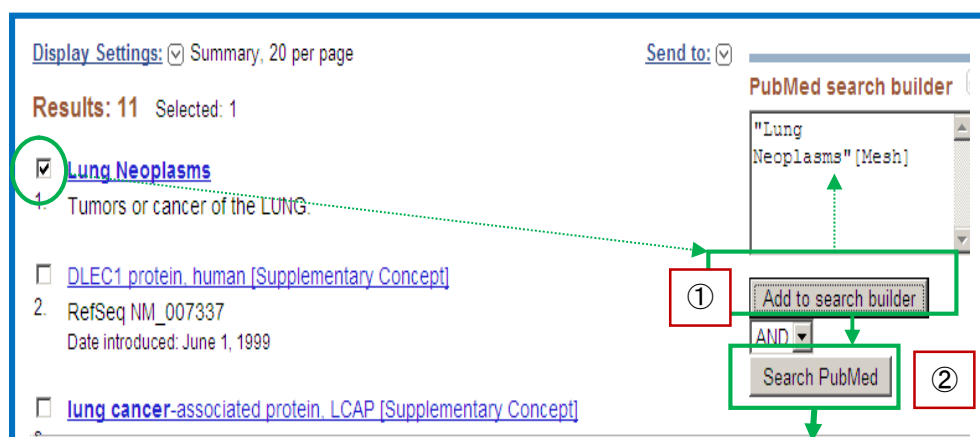 Display Settings: Summary, 20 per page
Send to:
Results: 11 Selected: 1
Lung Neoplasms
1. Tumors or cancer of the LUNG.
DLEC1 protein, human [Supplementary Concept]
2. RefSeq NM_007337
Date introduced: June 1, 1999
lung cancer-associated protein, LCAP [Supplementary Concept]
PubMed search builder
"Lung
Neoplasms"[Mesh]
①
Add to search builder
AND
Search PubMed
②